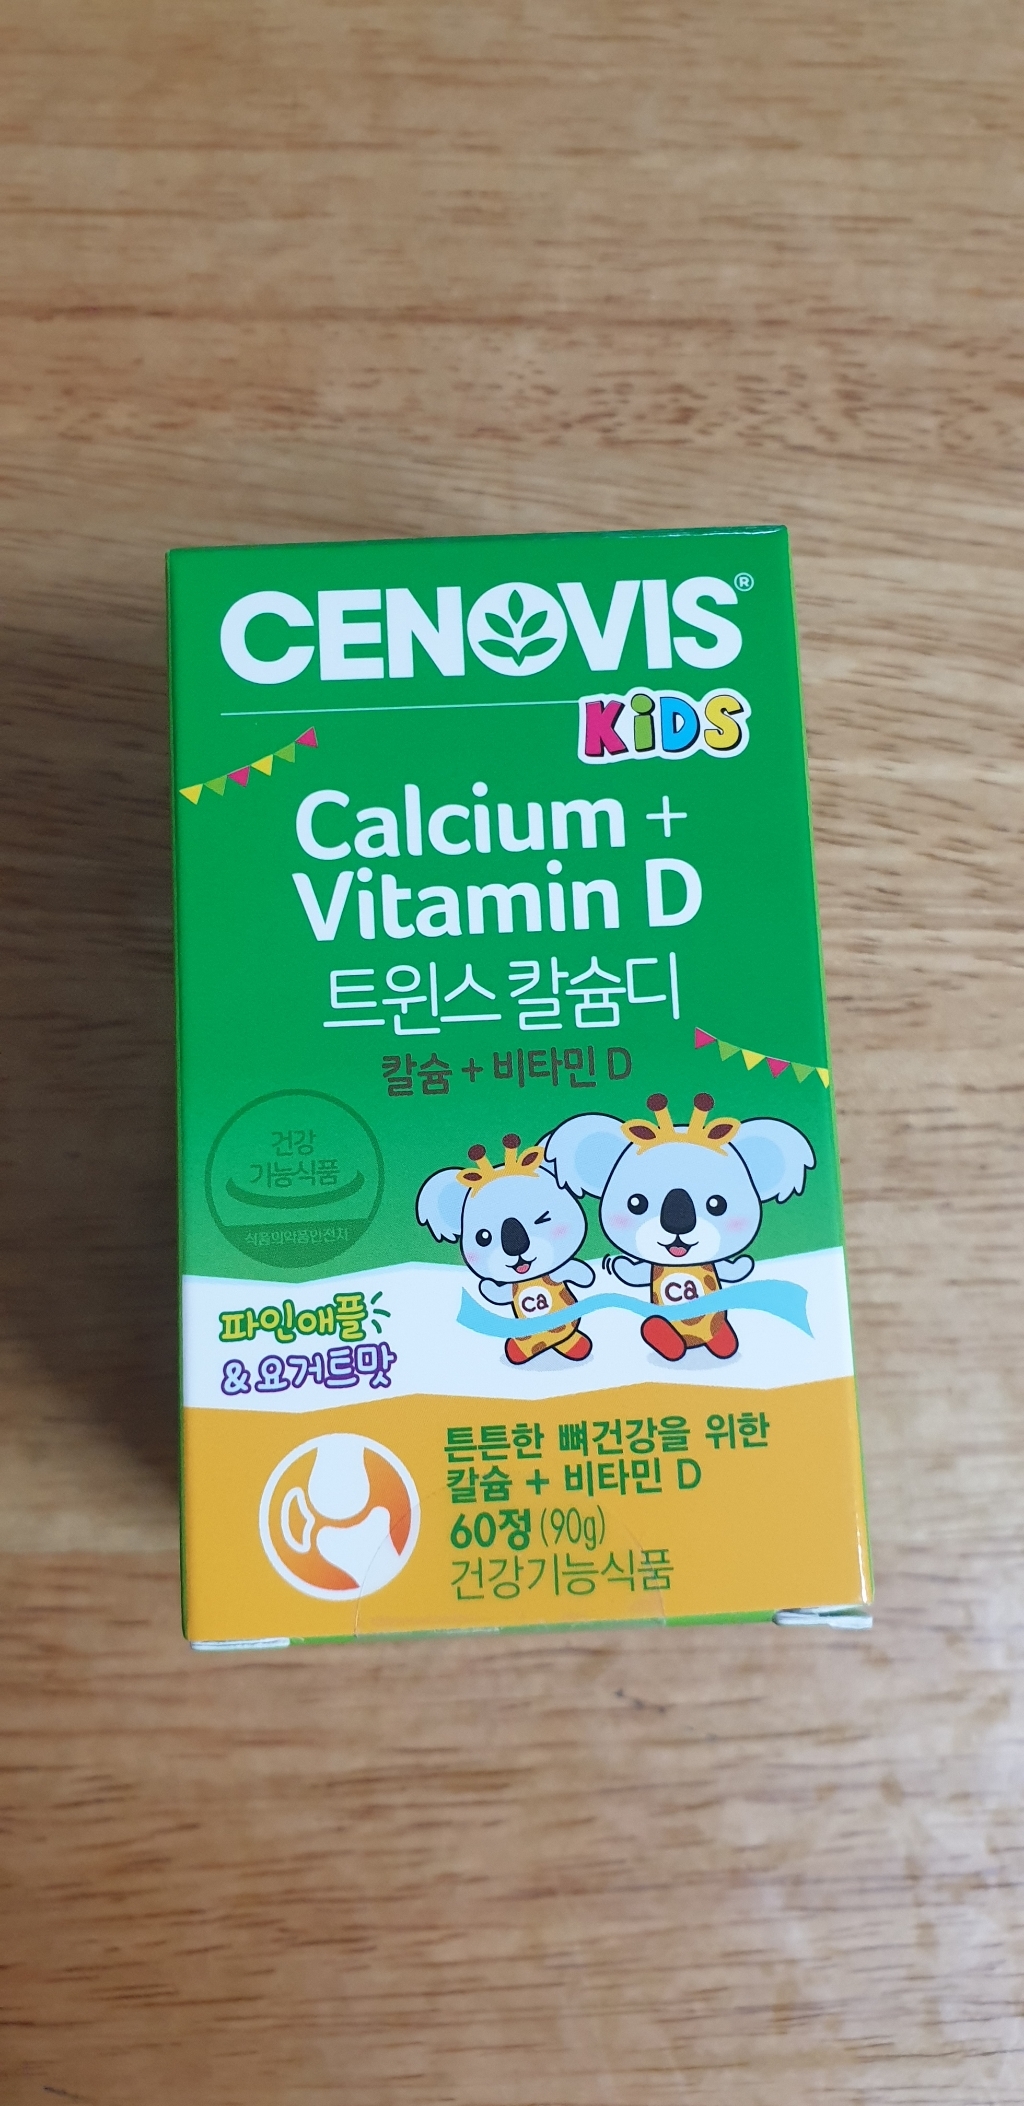 CENOVIS®
KiDS
Calcium +
Vitamin D
트윈스 칼슘디
칼슘 + 비타민 D
건강
기능식품
식품의약품안전처
파인애플
& 요거트맛
ca
ca
튼튼한 뼈건강을 위한
칼슘 + 비타민 D
60정 (90g)
건강기능식품